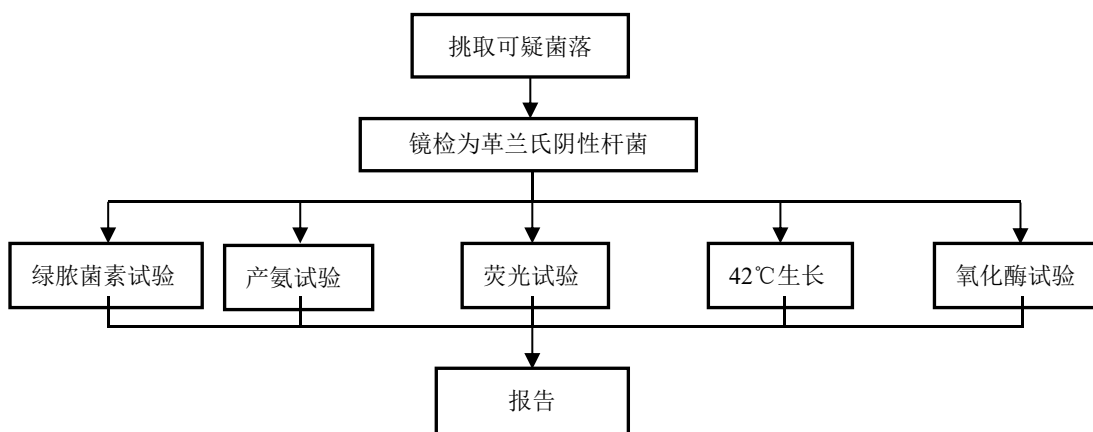 挑取可疑菌落
镜检为革兰氏阴性杆菌
绿脓菌素试验
产氨试验
荧光试验
42℃生长
氧化酶试验
报告